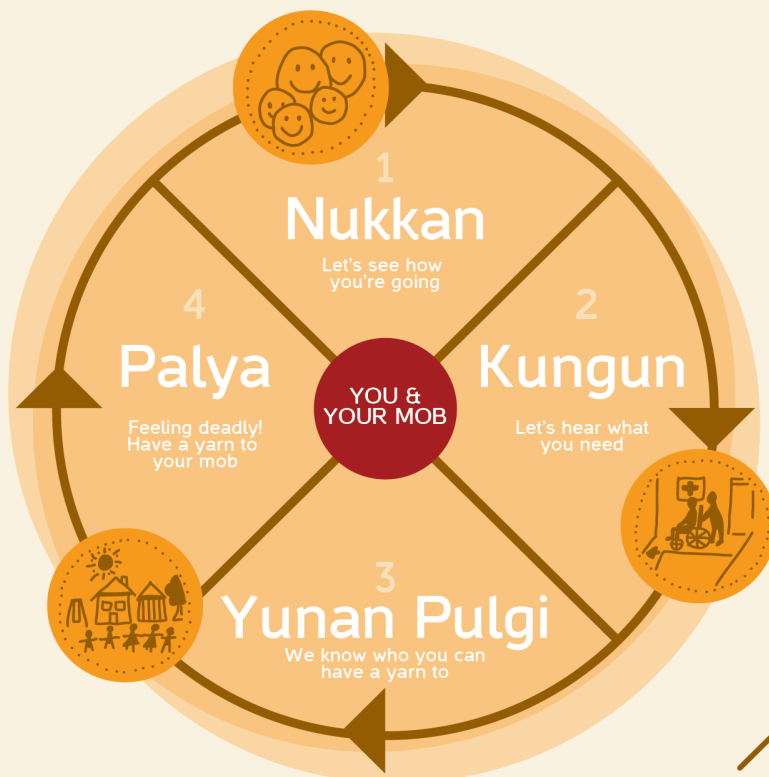 1
Nukkan
Let's see how
you're going
2
Kungun
Let's hear what
you need
3
Yunan Pulgi
We know who you can
have a yarn to
4
Palya
Feeling deadly!
Have a yarn to
your mob
YOU &
YOUR MOB